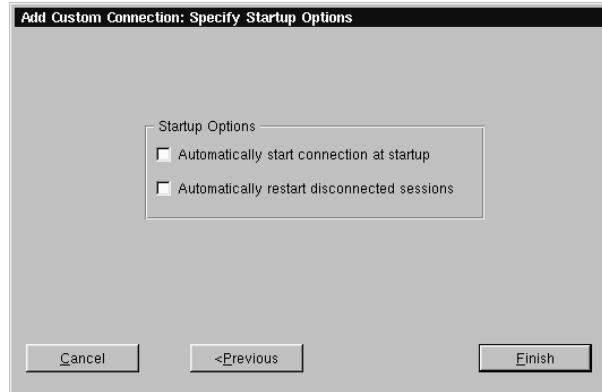 Add Custom Connection: Specify Startup Options
Startup Options
Automatically start connection at startup
Automatically restart disconnected sessions
Cancel
<Previous
Finish